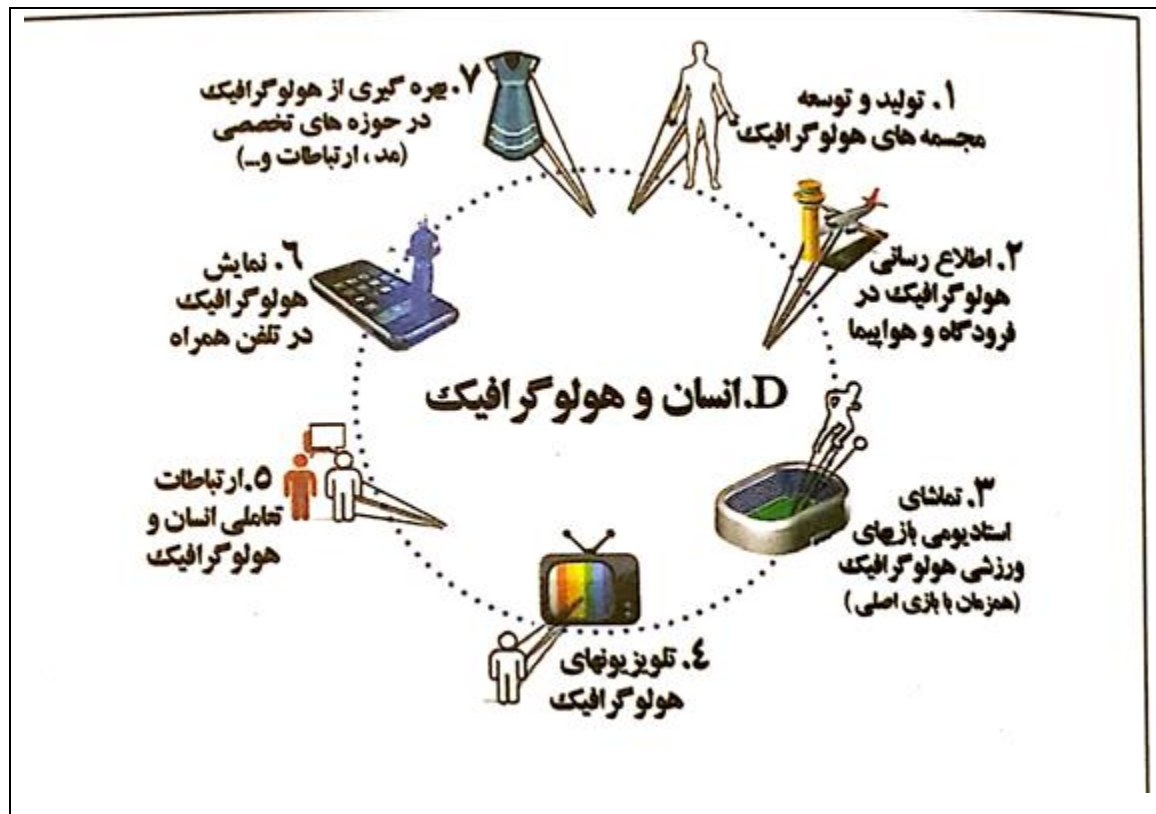 ۱. تولید و توسعه
مجسمه های هولوگرافیک
۲. اطلاع رسانی
هولوگرافیک در
فرودگاه و هواپیما
۳. تماشای
استادیومی بازیهای
ورزشی هولوگرافیک
(همزمان با بازی اصلی)
۴. تلویزیونهای
هولوگرافیک
۵. ارتباطات
تعاملی انسان و
هولوگرافیک
۶. نمایش
هولوگرافیک
در تلفن همراه
۷. بهره گیری از هولوگرافیک
در حوزه های تخصصی
(مد، ارتباطات و...)
D. انسان و هولوگرافیک